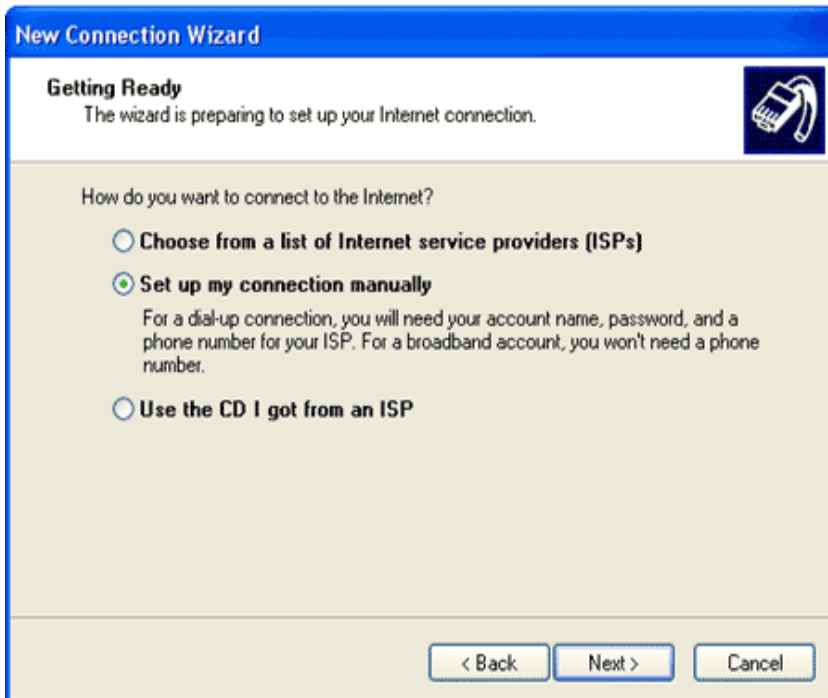 New Connection Wizard
Getting Ready
The wizard is preparing to set up your Internet connection.
How do you want to connect to the Internet?
Choose from a list of Internet service providers (ISPs)
Set up my connection manually
For a dial-up connection, you will need your account name, password, and a
phone number for your ISP. For a broadband account, you won't need a phone
number.
Use the CD I got from an ISP
< Back Next > Cancel